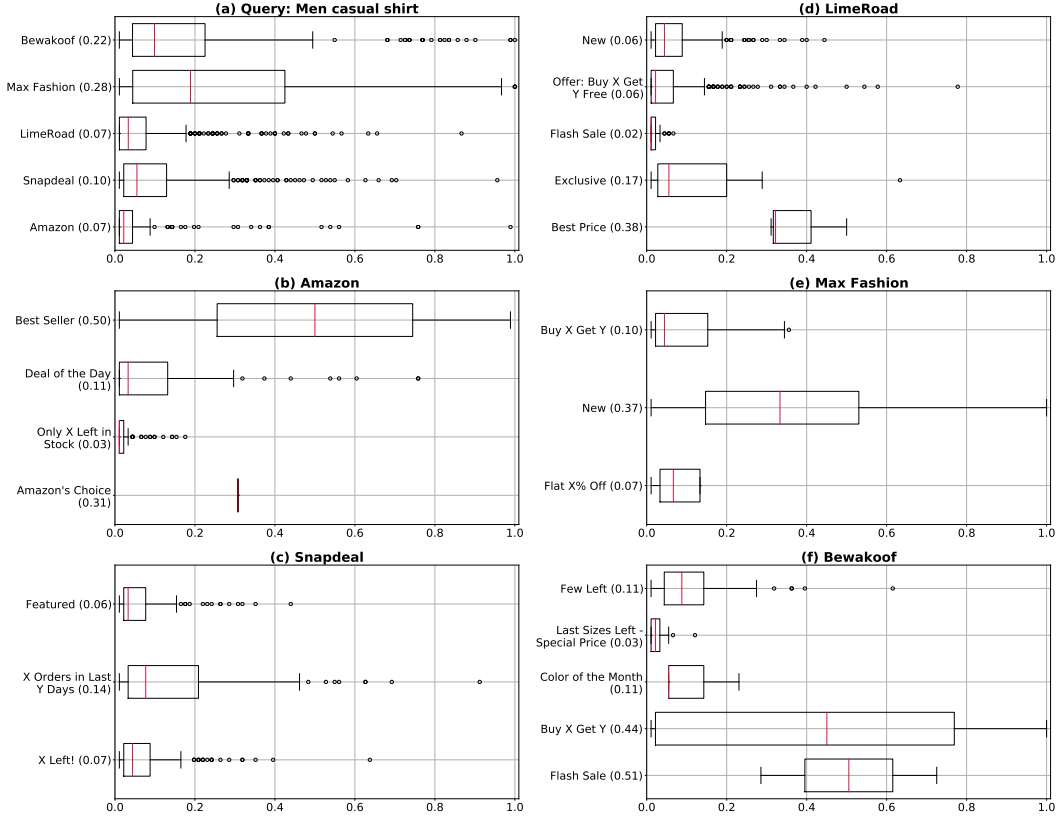 (a) Query: Men casual shirt
Bewakoof (0.22)
Max Fashion (0.28)
LimeRoad (0.07)
Snapdeal (0.10)
Amazon (0.07)
0.0 0.2 0.4 0.6 0.8 1.0
(b) Amazon
Best Seller (0.50)
Deal of the Day
(0.11)
Only X Left in
Stock (0.03)
Amazon's Choice
(0.31)
0.0 0.2 0.4 0.6 0.8 1.0
(c) Snapdeal
Featured (0.06)
X Orders in Last
Y Days (0.14)
X Left! (0.07)
0.0 0.2 0.4 0.6 0.8 1.0
(d) LimeRoad
New (0.06)
Offer: Buy X Get
Y Free (0.06)
Flash Sale (0.02)
Exclusive (0.17)
Best Price (0.38)
0.0 0.2 0.4 0.6 0.8 1.0
(e) Max Fashion
Buy X Get Y (0.10)
New (0.37)
Flat X% Off (0.07)
0.0 0.2 0.4 0.6 0.8 1.0
(f) Bewakoof
Few Left (0.11)
Last Sizes Left -
Special Price (0.03)
Color of the Month
(0.11)
Buy X Get Y (0.44)
Flash Sale (0.51)
0.0 0.2 0.4 0.6 0.8 1.0